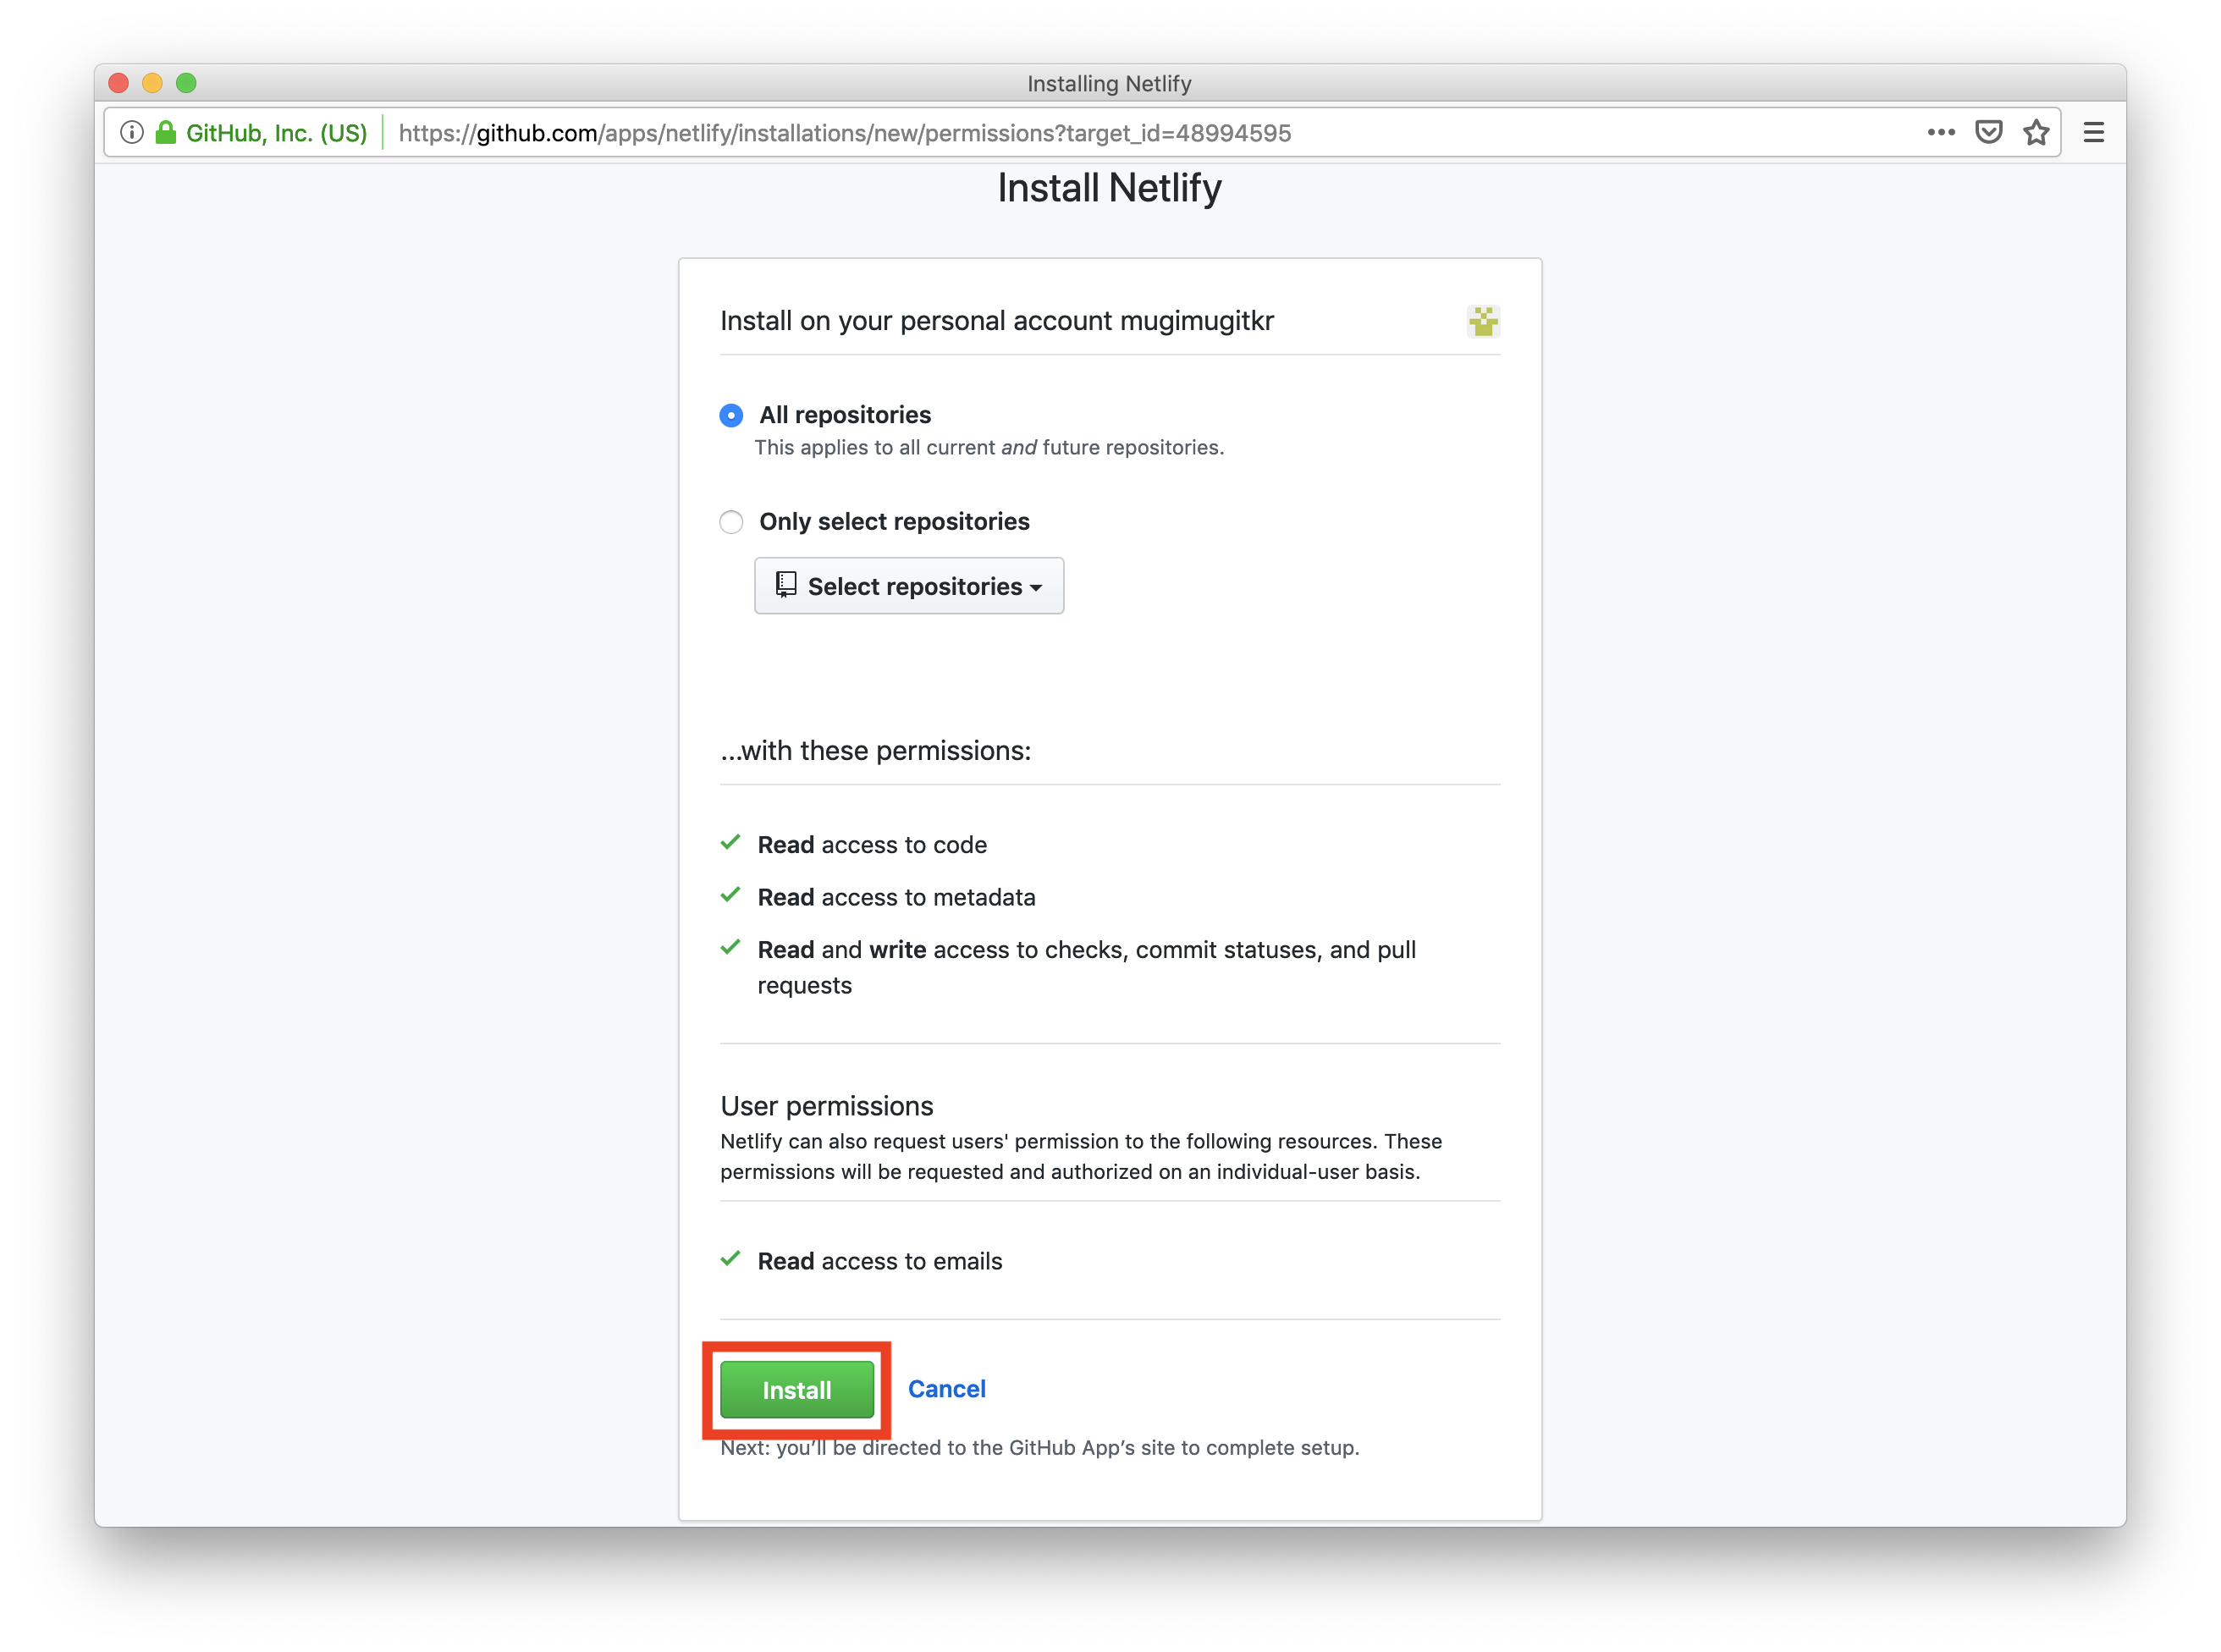 Installing Netlify
GitHub, Inc. (US) https://github.com/apps/netlify/installations/new/permissions?target_id=48994595
Install Netlify
Install on your personal account mugimugitkr
All repositories
This applies to all current and future repositories.
Only select repositories
Select repositories
...with these permissions:
Read access to code
Read access to metadata
Read and write access to checks, commit statuses, and pull
requests
User permissions
Netlify can also request users' permission to the following resources. These
permissions will be requested and authorized on an individual-user basis.
Read access to emails
Install Cancel
Next: you’ll be directed to the GitHub App’s site to complete setup.